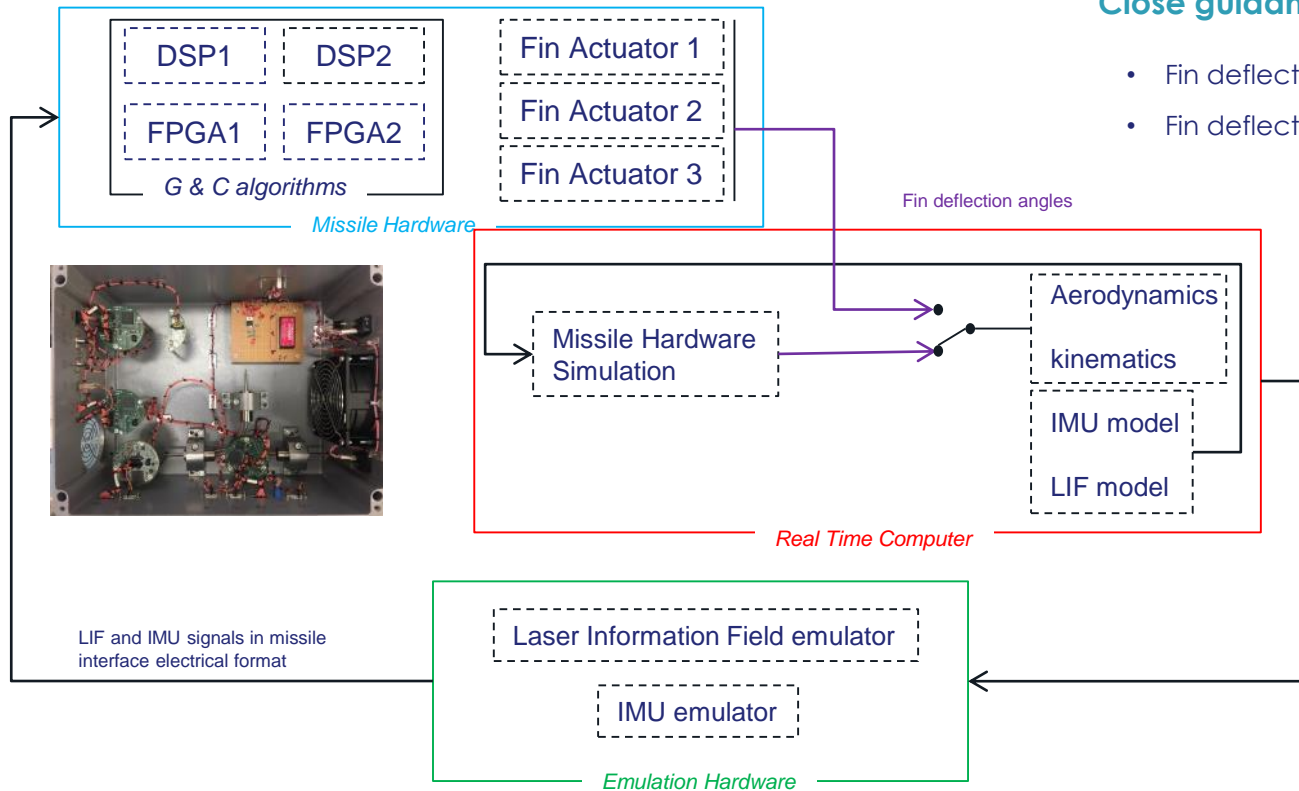 Close guidan
• Fin deflect
• Fin deflect
DSP1
DSP2
FPGA1
FPGA2
G & C algorithms
Fin Actuator 1
Fin Actuator 2
Fin Actuator 3
Missile Hardware
Fin deflection angles
Missile Hardware
Simulation
Aerodynamics
kinematics
IMU model
LIF model
Real Time Computer
LIF and IMU signals in missile
interface electrical format
Laser Information Field emulator
IMU emulator
Emulation Hardware